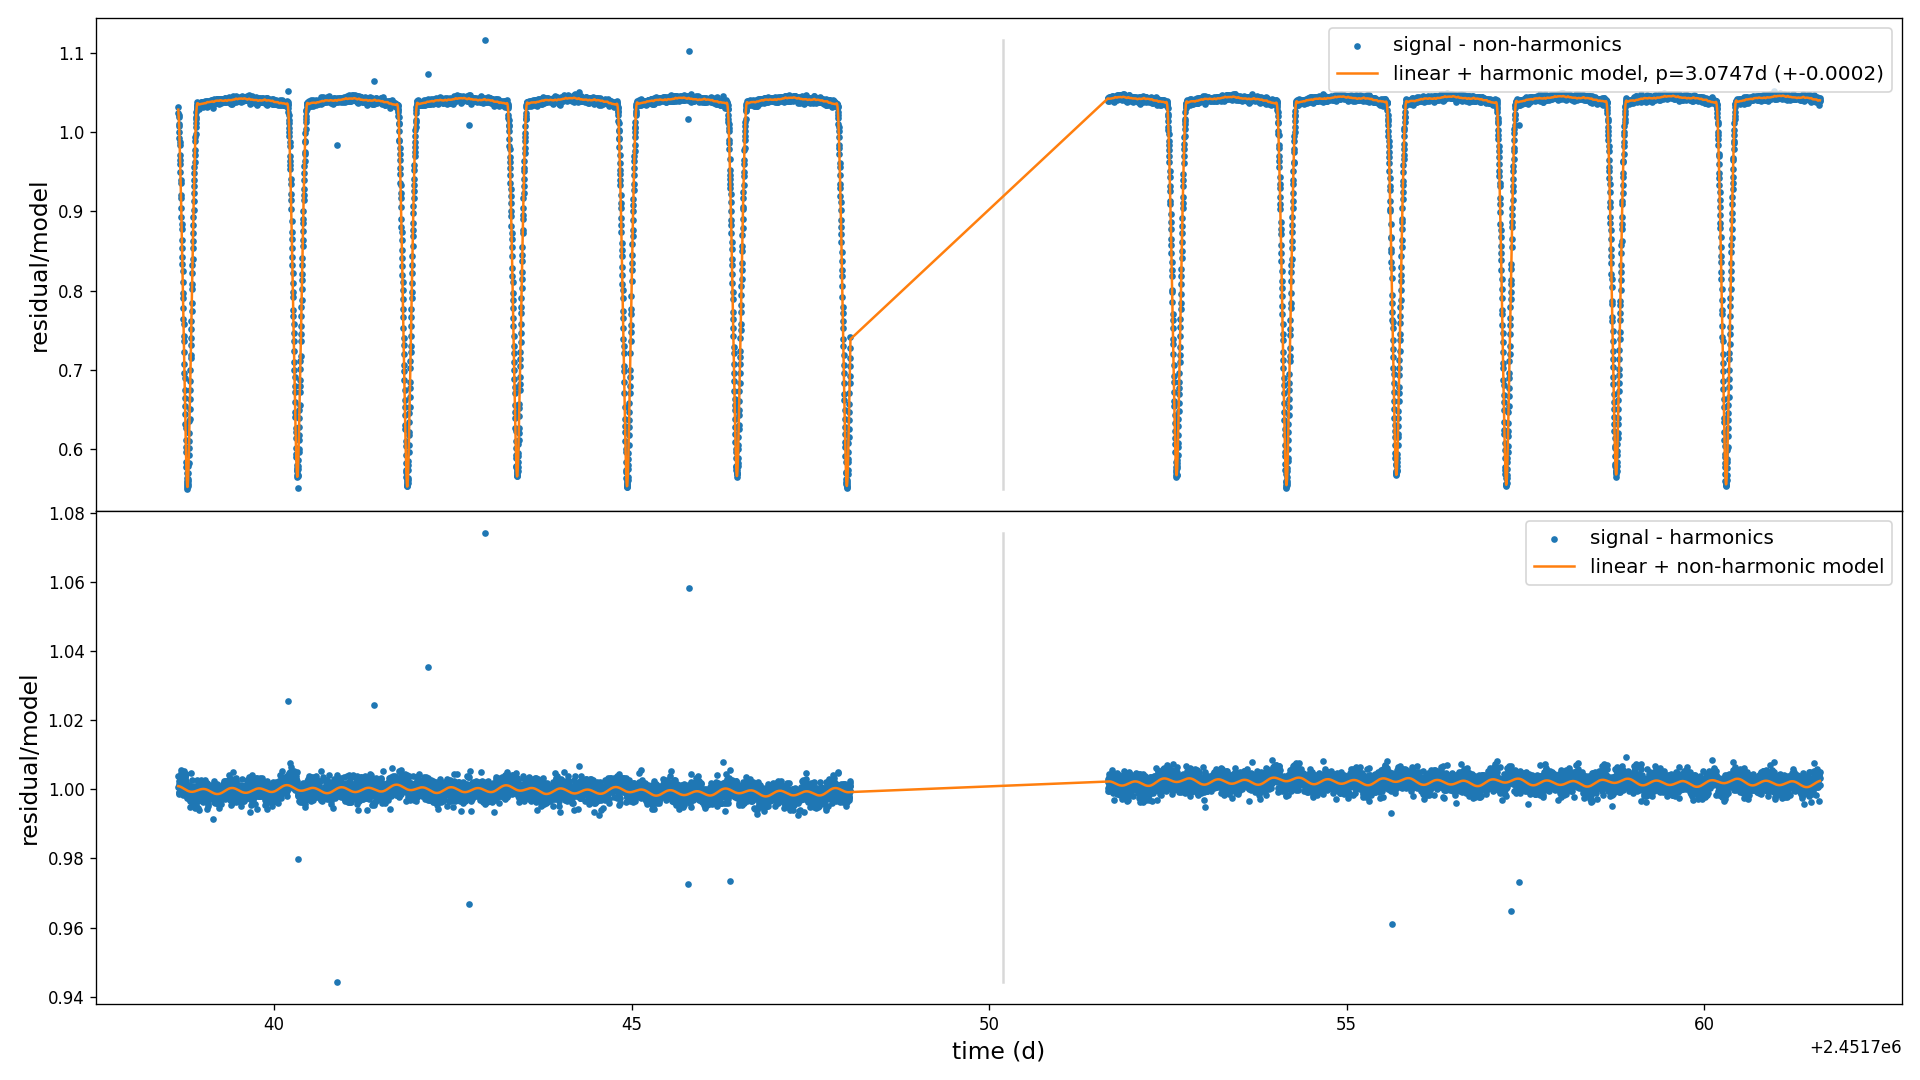 signal - non-harmonics
linear + harmonic model, p=3.0747d (+-0.0002)
residual/model
1.1
1.0
0.9
0.8
0.7
0.6
signal - harmonics
linear + non-harmonic model
residual/model
1.08
1.06
1.04
1.02
1.00
0.98
0.96
0.94
40
45
50
55
60
time (d)
+2.4517e6